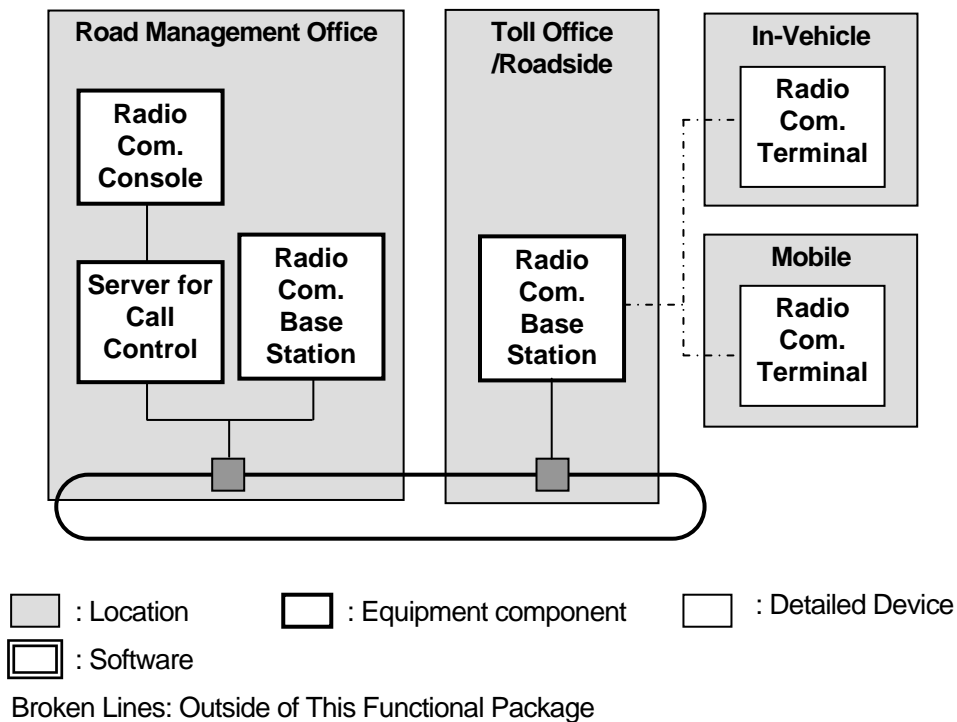 Road Management Office
Radio
Com.
Console
Server for
Call
Control
Radio
Com.
Base
Station
Toll Office
/Roadside
Radio
Com.
Base
Station
In-Vehicle
Radio
Com.
Terminal
Mobile
Radio
Com.
Terminal
: Location
: Equipment component
: Detailed Device
: Software
Broken Lines: Outside of This Functional Package